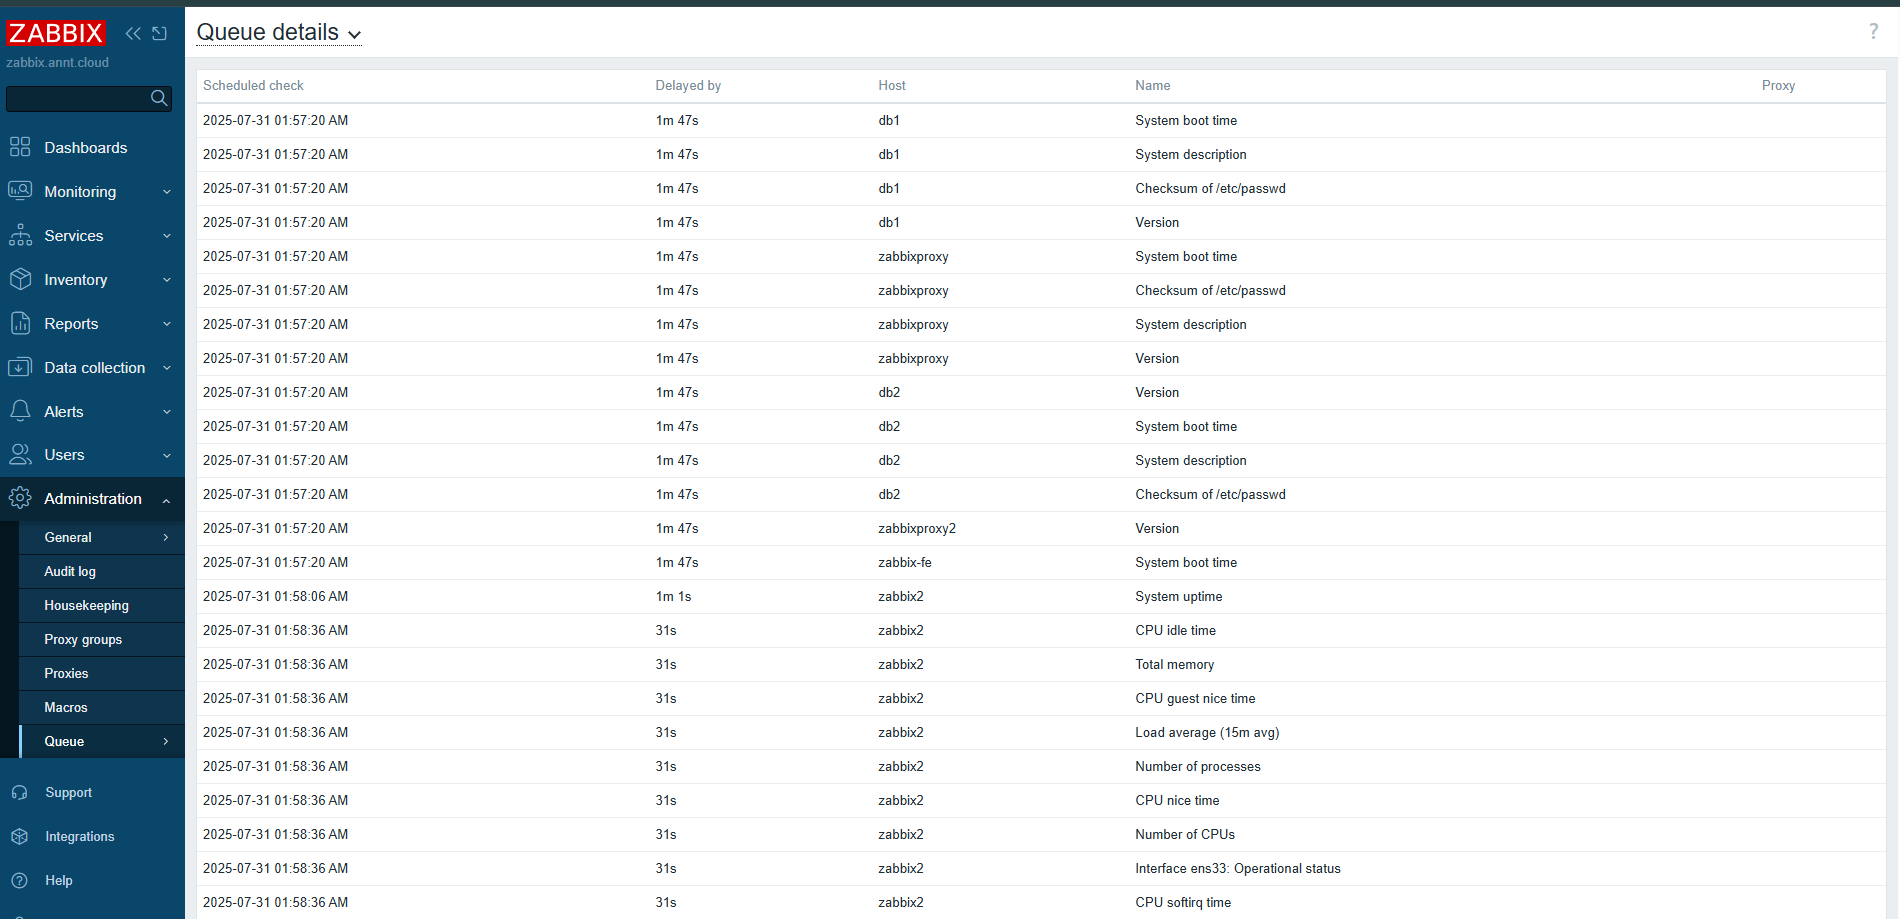 ZABBIX
zabbix.annt.cloud
Dashboards
Monitoring
Services
Inventory
Reports
Data collection
Alerts
Users
Administration
General
Audit log
Housekeeping
Proxy groups
Proxies
Macros
Queue
Support
Integrations
Help
Queue details
?
Scheduled check Delayed by Host Name Proxy
2025-07-31 01:57:20 AM 1m 47s db1 System boot time
2025-07-31 01:57:20 AM 1m 47s db1 System description
2025-07-31 01:57:20 AM 1m 47s db1 Checksum of /etc/passwd
2025-07-31 01:57:20 AM 1m 47s db1 Version
2025-07-31 01:57:20 AM 1m 47s zabbixproxy System boot time
2025-07-31 01:57:20 AM 1m 47s zabbixproxy Checksum of /etc/passwd
2025-07-31 01:57:20 AM 1m 47s zabbixproxy System description
2025-07-31 01:57:20 AM 1m 47s zabbixproxy Version
2025-07-31 01:57:20 AM 1m 47s db2 Version
2025-07-31 01:57:20 AM 1m 47s db2 System boot time
2025-07-31 01:57:20 AM 1m 47s db2 System description
2025-07-31 01:57:20 AM 1m 47s db2 Checksum of /etc/passwd
2025-07-31 01:57:20 AM 1m 47s zabbixproxy2 Version
2025-07-31 01:57:20 AM 1m 47s zabbix-fe System boot time
2025-07-31 01:58:06 AM 1m 1s zabbix2 System uptime
2025-07-31 01:58:36 AM 31s zabbix2 CPU idle time
2025-07-31 01:58:36 AM 31s zabbix2 Total memory
2025-07-31 01:58:36 AM 31s zabbix2 CPU guest nice time
2025-07-31 01:58:36 AM 31s zabbix2 Load average (15m avg)
2025-07-31 01:58:36 AM 31s zabbix2 Number of processes
2025-07-31 01:58:36 AM 31s zabbix2 CPU nice time
2025-07-31 01:58:36 AM 31s zabbix2 Number of CPUs
2025-07-31 01:58:36 AM 31s zabbix2 Interface ens33: Operational status
2025-07-31 01:58:36 AM 31s zabbix2 CPU softirq time